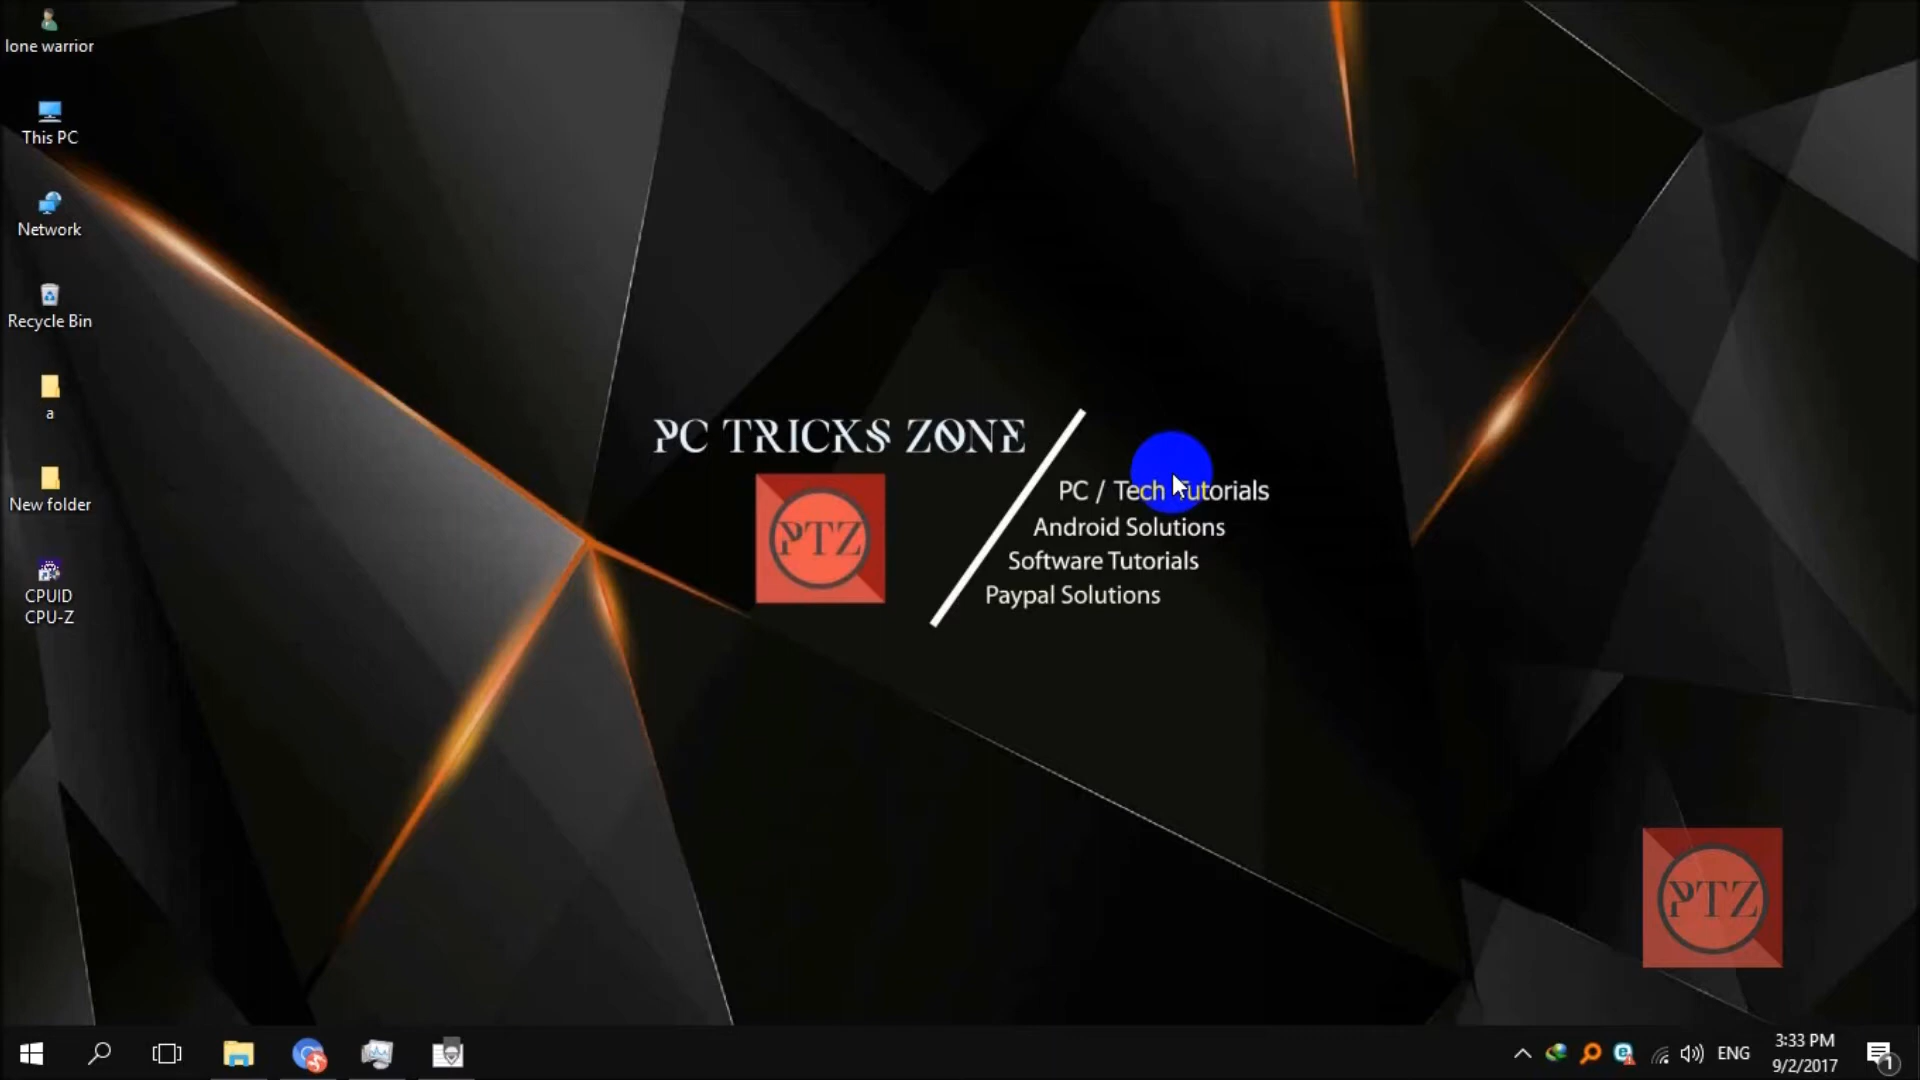 lone warrior
This PC
Network
Recycle Bin
a
New folder
CPUID
CPU-Z
PC TRICKS ZONE
PTZ
PC / Tech Tutorials
Android Solutions
Software Tutorials
Paypal Solutions
PTZ
ENG
3:33 PM
9/2/2017
1